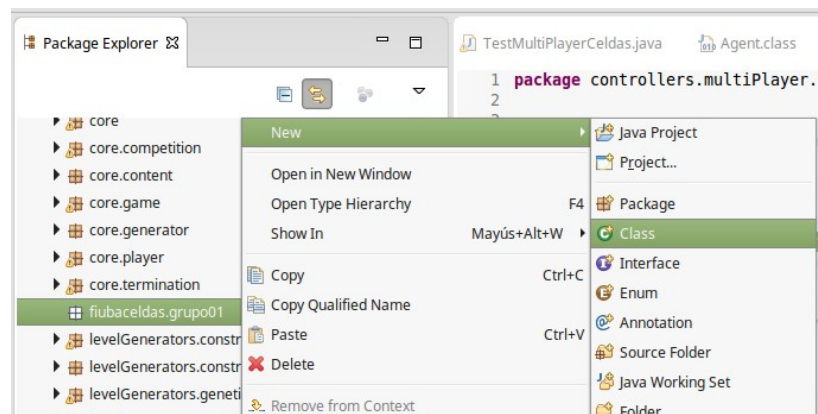 Package Explorer
TestMultiPlayerCeldas.java
Agent.class
1 package controllers.multiPlayer.
2
core
core.competition
core.content
core.game
core.generator
core.player
core.termination
fiubaceldas.grupo01
levelGenerators.constr
levelGenerators.constr
levelGenerators.geneti
New
Open in New Window
Open Type Hierarchy F4
Show In Mayús+Alt+W
Copy Ctrl+C
Copy Qualified Name
Paste Ctrl+V
Delete
Remove from Context
Java Project
Project...
Package
Class
Interface
Enum
Annotation
Source Folder
Java Working Set
Folder